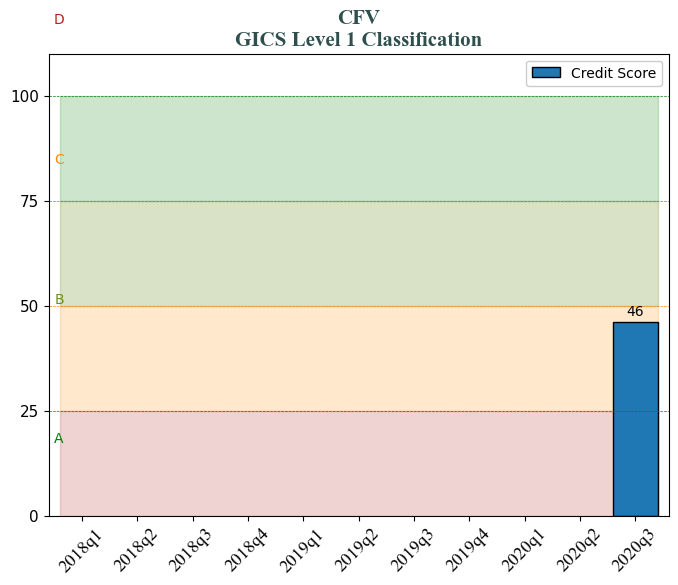 D
CFV
GICS Level 1 Classification
Credit Score
100
C
75
B
50
46
25
A
0
2018q1
2018q2
2018q3
2018q4
2019q1
2019q2
2019q3
2019q4
2020q1
2020q2
2020q3